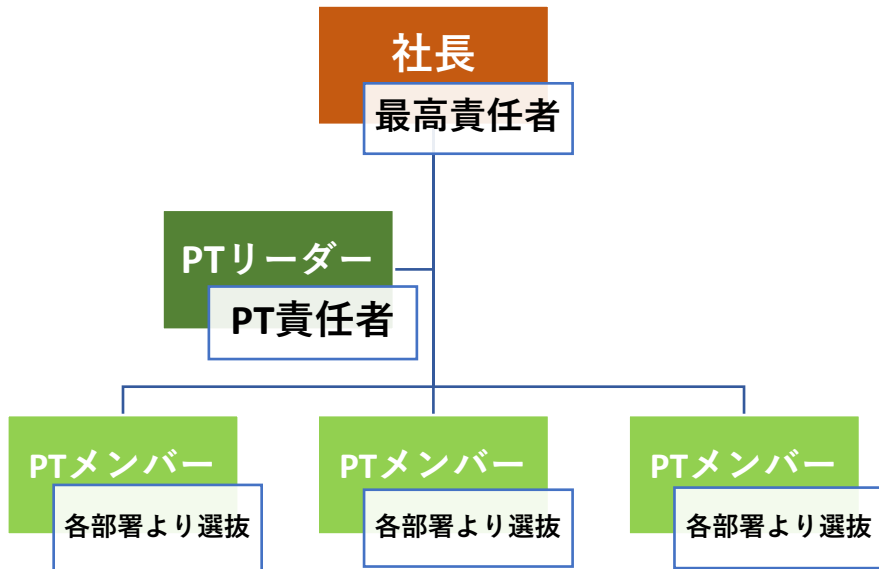 社長
最高責任者
PTリーダー
PT責任者
PTメンバー
各部署より選抜
PTメンバー
各部署より選抜
PTメンバー
各部署より選抜